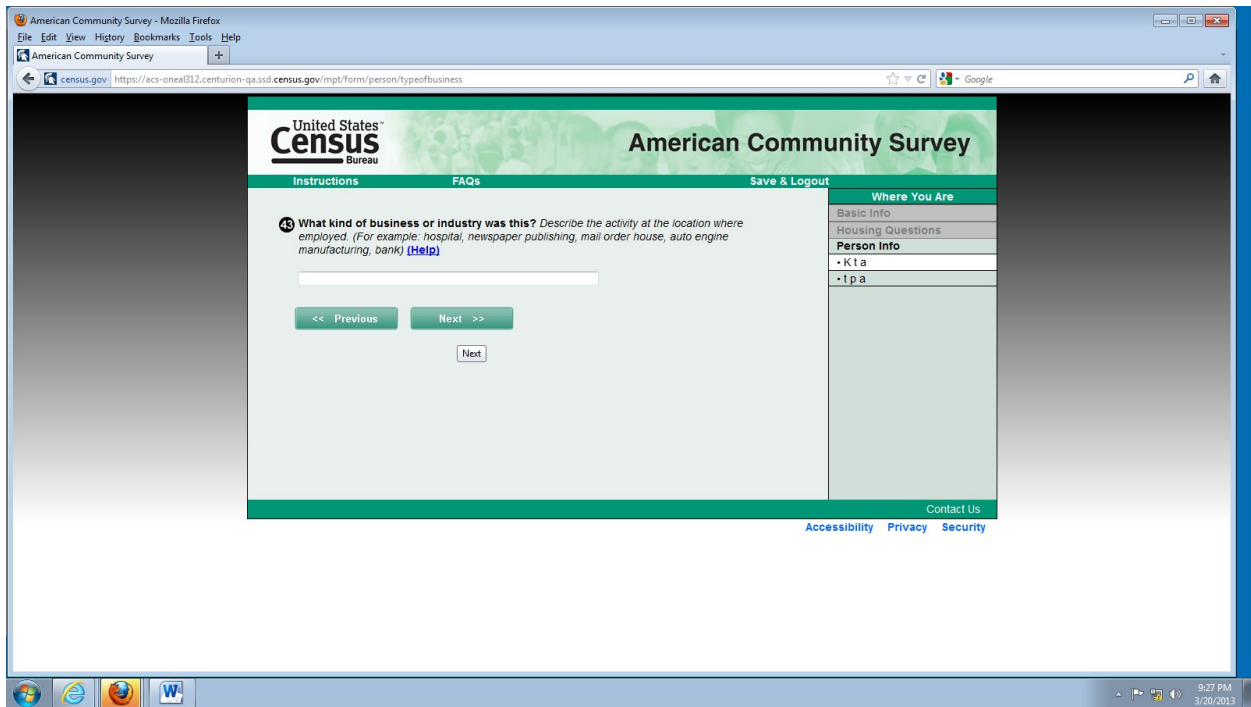 American Community Survey - Mozilla Firefox
File Edit View History Bookmarks Tools Help
American Community Survey +
census.gov https://acs-oneal312.centurion-qa.ssd.census.gov/mpt/form/person/typeofbusiness Google
United States™
Census
Bureau
American Community Survey
Instructions FAQs Save & Logout
Where You Are
Basic Info
Housing Questions
Person Info
• K t a
• t p a
43 What kind of business or industry was this? Describe the activity at the location where
employed. (For example: hospital, newspaper publishing, mail order house, auto engine
manufacturing, bank) (Help)
<< Previous Next >>
Next
Contact Us
Accessibility Privacy Security
W
9:27 PM
3/20/2013